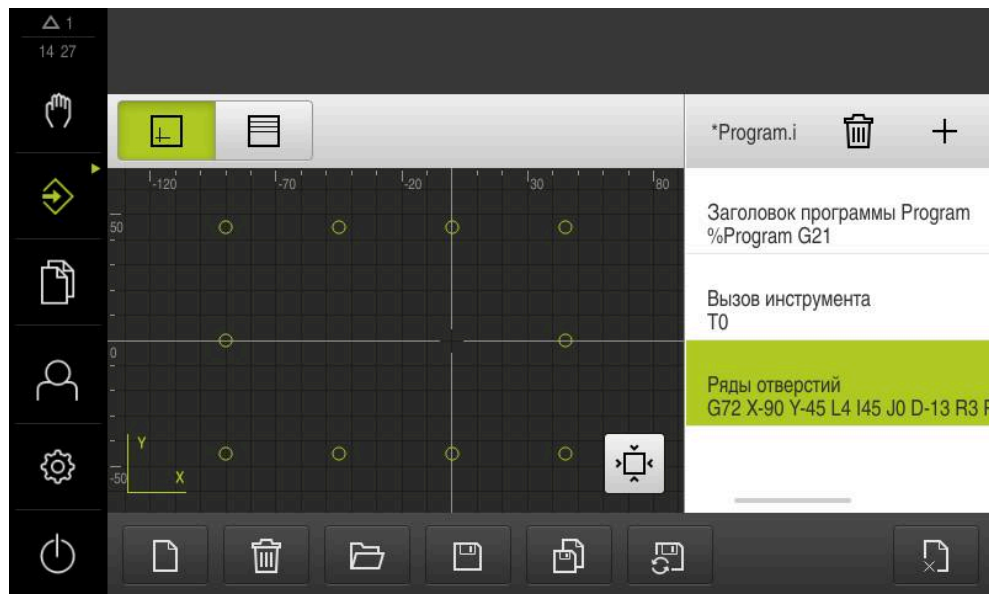 1
14 27
*Program.i
-120
-70
-20
30
80
50
0
-50
Y
X
Заголовок программы Program
%Program G21
Вызов инструмента
T0
Ряды отверстий
G72 X-90 Y-45 L4 I45 J0 D-13 R3